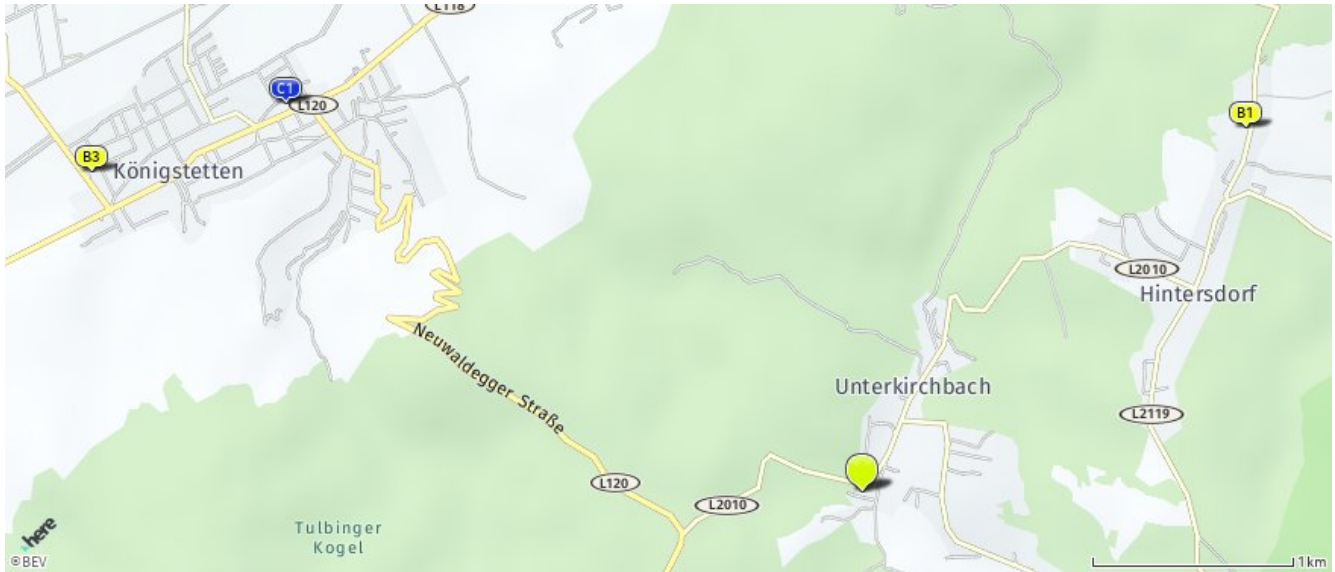 L118
C1
L120
B1
B3
Königstetten
L2010
Hintersdorf
Neuwaldegger Straße
Unterkirchbach
L2119
L120
L2010
Tulbinger
Kogel
here
©BEV
1km